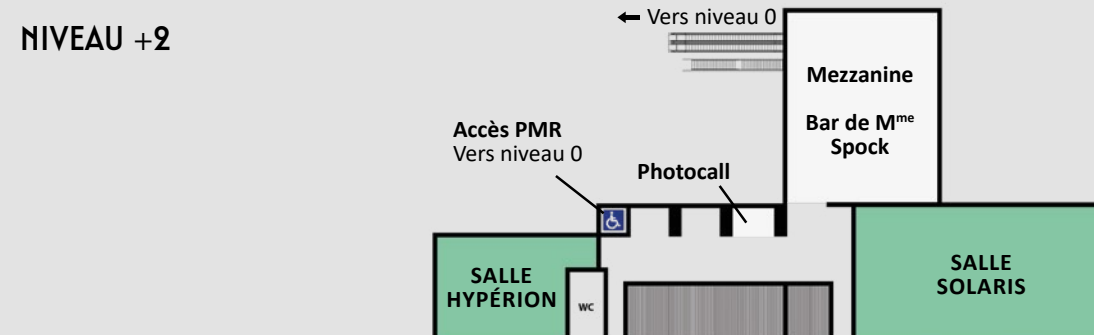 NIVEAU +2
Vers niveau 0
Mezzanine
Bar de Mme
Spock
Accès PMR
Vers niveau 0
Photocall
SALLE
HYPÉRION
WC
SALLE
SOLARIS